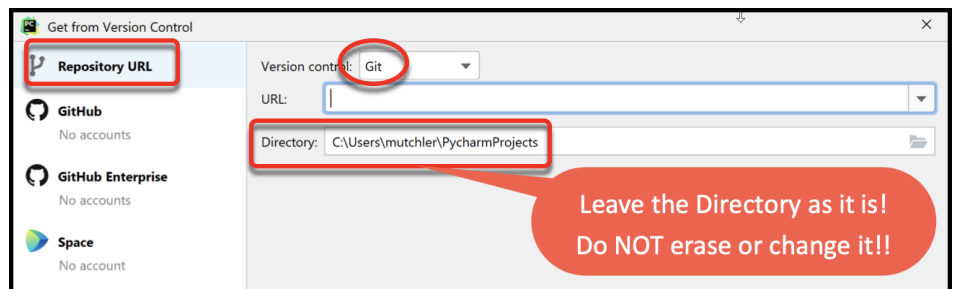 PC
Get from Version Control
Repository URL
Version control: Git
URL:
GitHub
No accounts
Directory: C:\Users\mutchler\PycharmProjects
GitHub Enterprise
No accounts
Leave the Directory as it is!
Do NOT erase or change it!!
Space
No account